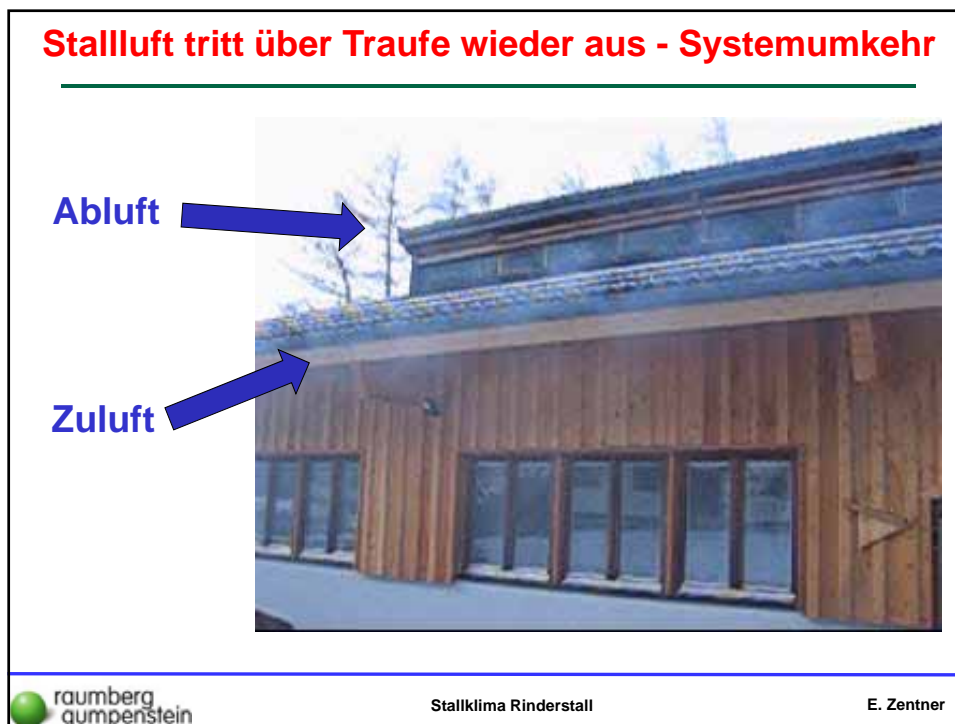 Stallluft tritt über Traufe wieder aus - Systemumkehr
Abluft
Zuluft
raumberg
gumpenstein
Stallklima Rinderstall
E. Zentner